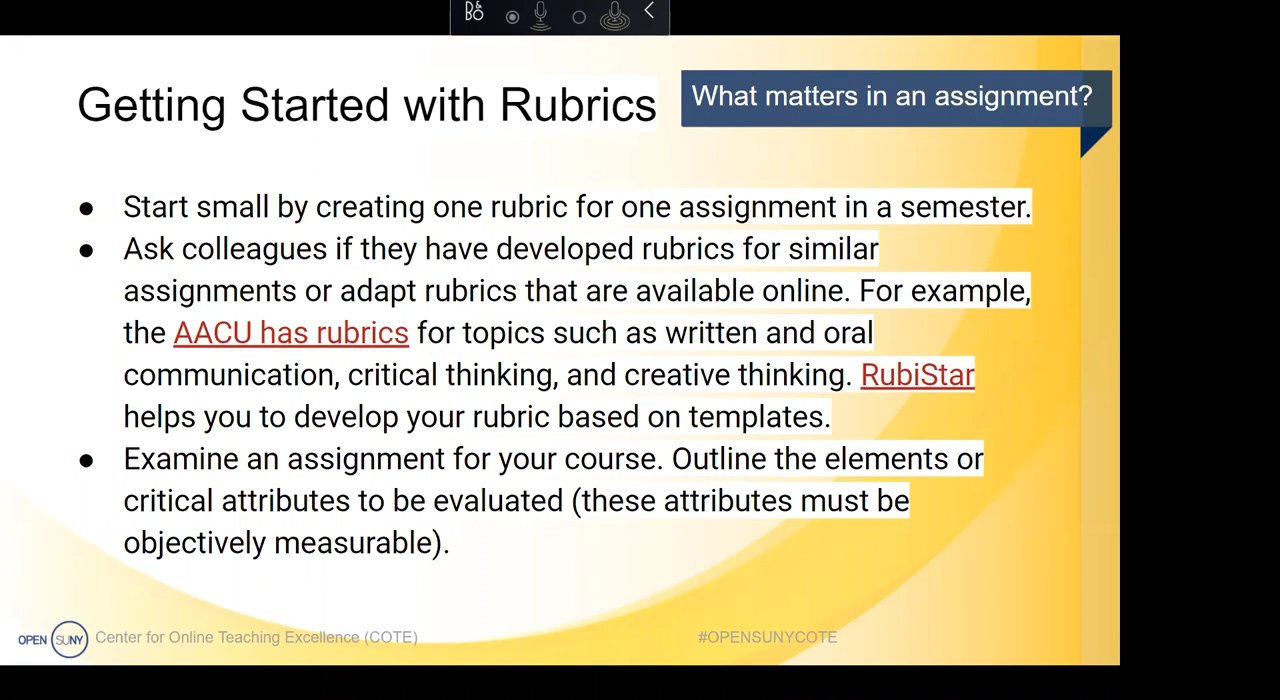 B&O
Getting Started with Rubrics
What matters in an assignment?
● Start small by creating one rubric for one assignment in a semester.
● Ask colleagues if they have developed rubrics for similar
assignments or adapt rubrics that are available online. For example,
the AACU has rubrics for topics such as written and oral
communication, critical thinking, and creative thinking. RubiStar
helps you to develop your rubric based on templates.
● Examine an assignment for your course. Outline the elements or
critical attributes to be evaluated (these attributes must be
objectively measurable).
OPEN SUNY Center for Online Teaching Excellence (COTE)
#OPENSUNYCOTE